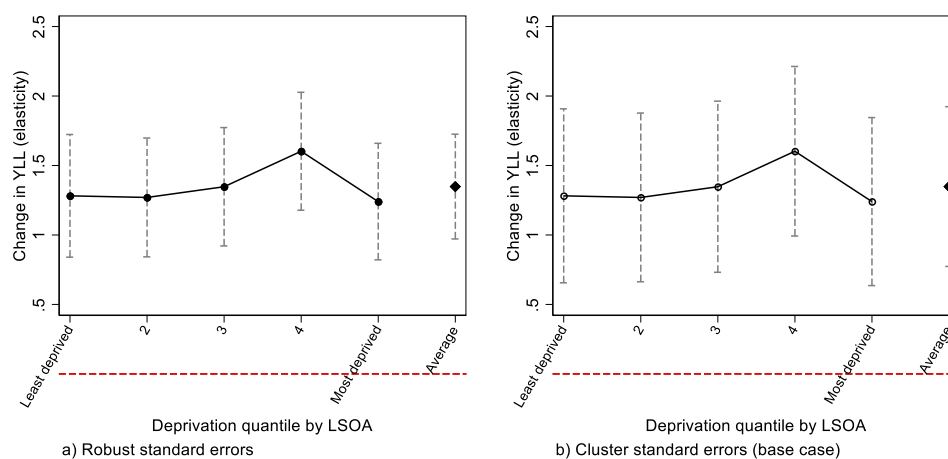 Change in YLL (elasticity)
2.5
2
1.5
1
.5
Least deprived
2
3
4
Most deprived
Average
Deprivation quantile by LSOA
a) Robust standard errors
Change in YLL (elasticity)
2.5
2
1.5
1
.5
Least deprived
2
3
4
Most deprived
Average
Deprivation quantile by LSOA
b) Cluster standard errors (base case)